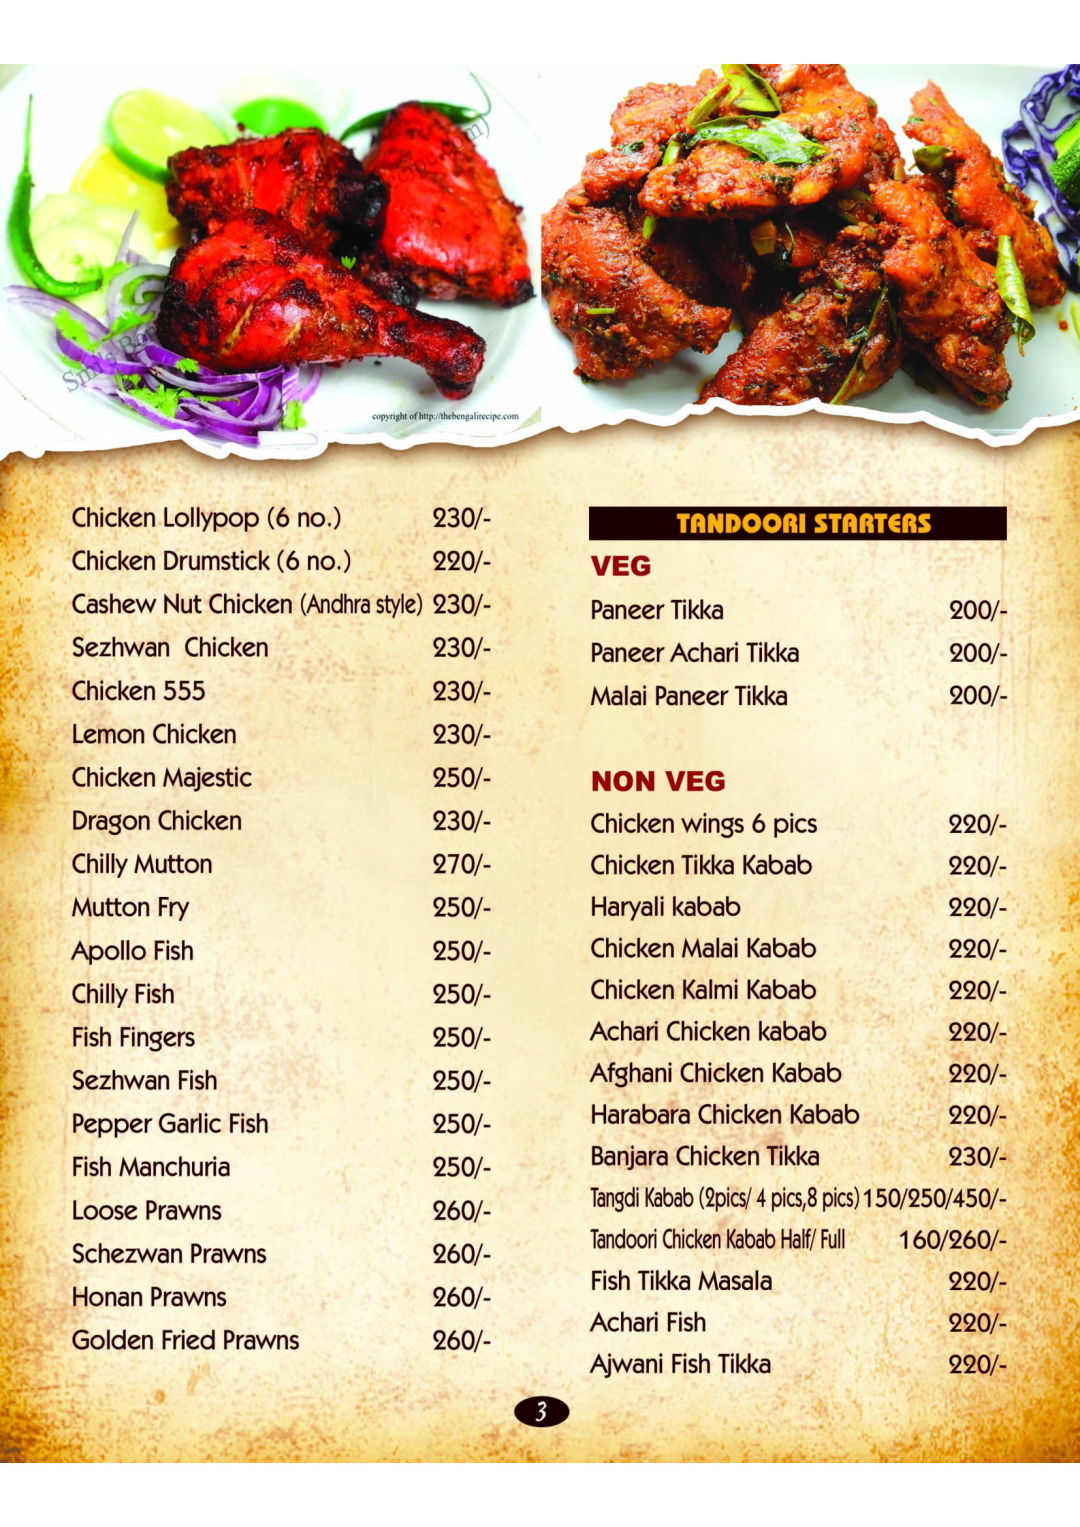 copyright of http://thebengalirecipe.com
Chicken Lollypop (6 no.) 230/-
Chicken Drumstick (6 no.) 220/-
Cashew Nut Chicken (Andhra style) 230/-
Sezhwan Chicken 230/-
Chicken 555 230/-
Lemon Chicken 230/-
Chicken Majestic 250/-
Dragon Chicken 230/-
Chilly Mutton 270/-
Mutton Fry 250/-
Apollo Fish 250/-
Chilly Fish 250/-
Fish Fingers 250/-
Sezhwan Fish 250/-
Pepper Garlic Fish 250/-
Fish Manchuria 250/-
Loose Prawns 260/-
Schezwan Prawns 260/-
Honan Prawns 260/-
Golden Fried Prawns 260/-
TANDOORI STARTERS
VEG
Paneer Tikka 200/-
Paneer Achari Tikka 200/-
Malai Paneer Tikka 200/-
NON VEG
Chicken wings 6 pics 220/-
Chicken Tikka Kabab 220/-
Haryali kabab 220/-
Chicken Malai Kabab 220/-
Chicken Kalmi Kabab 220/-
Achari Chicken kabab 220/-
Afghani Chicken Kabab 220/-
Harabara Chicken Kabab 220/-
Banjara Chicken Tikka 230/-
Tangdi Kabab (2pics/ 4 pics,8 pics) 150/250/450/-
Tandoori Chicken Kabab Half/ Full 160/260/-
Fish Tikka Masala 220/-
Achari Fish 220/-
Ajwani Fish Tikka 220/-
3